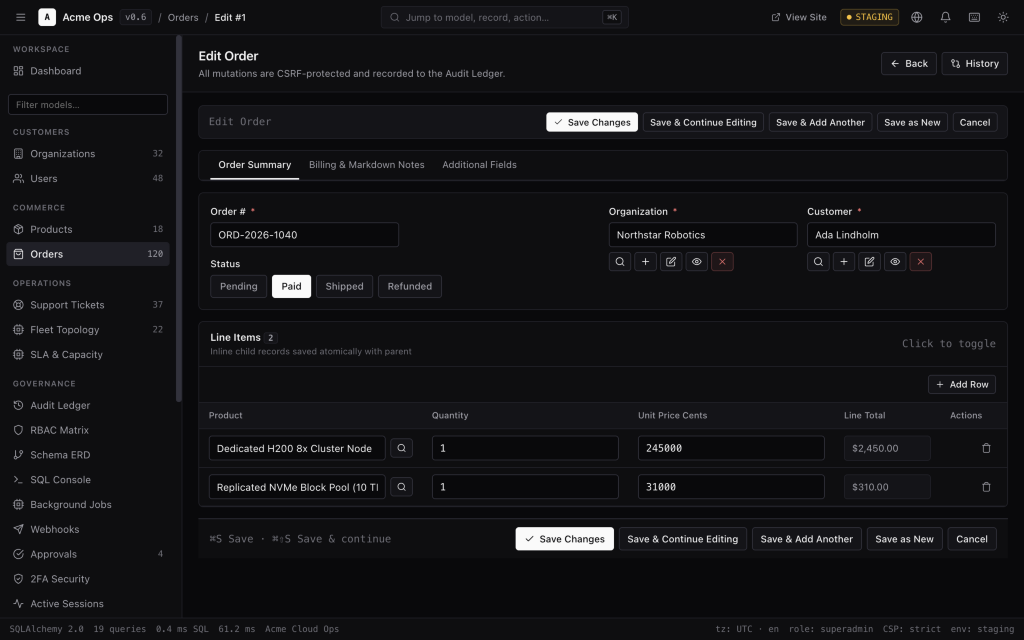 A Acme Ops v0.6 / Orders / Edit #1 Jump to model, record, action... ⌘K View Site STAGING
WORKSPACE
Dashboard
Filter models...
CUSTOMERS
Organizations 32
Users 48
COMMERCE
Products 18
Orders 120
OPERATIONS
Support Tickets 37
Fleet Topology 22
SLA & Capacity
GOVERNANCE
Audit Ledger
RBAC Matrix
Schema ERD
SQL Console
Background Jobs
Webhooks
Approvals 4
2FA Security
Active Sessions
Edit Order
All mutations are CSRF-protected and recorded to the Audit Ledger.
Back History
Edit Order Save Changes Save & Continue Editing Save & Add Another Save as New Cancel
Order Summary Billing & Markdown Notes Additional Fields
Order # * Organization * Customer *
ORD-2026-1040 Northstar Robotics Ada Lindholm
Status
Pending Paid Shipped Refunded
Line Items 2
Inline child records saved atomically with parent
Click to toggle
+ Add Row
Product Quantity Unit Price Cents Line Total Actions
Dedicated H200 8x Cluster Node 1 245000 $2,450.00
Replicated NVMe Block Pool (10 TI 1 31000 $310.00
⌘S Save · ⌘⇧S Save & continue Save Changes Save & Continue Editing Save & Add Another Save as New Cancel
SQLAlchemy 2.0 19 queries 0.4 ms SQL 61.2 ms Acme Cloud Ops tz: UTC · en role: superadmin CSP: strict env: staging